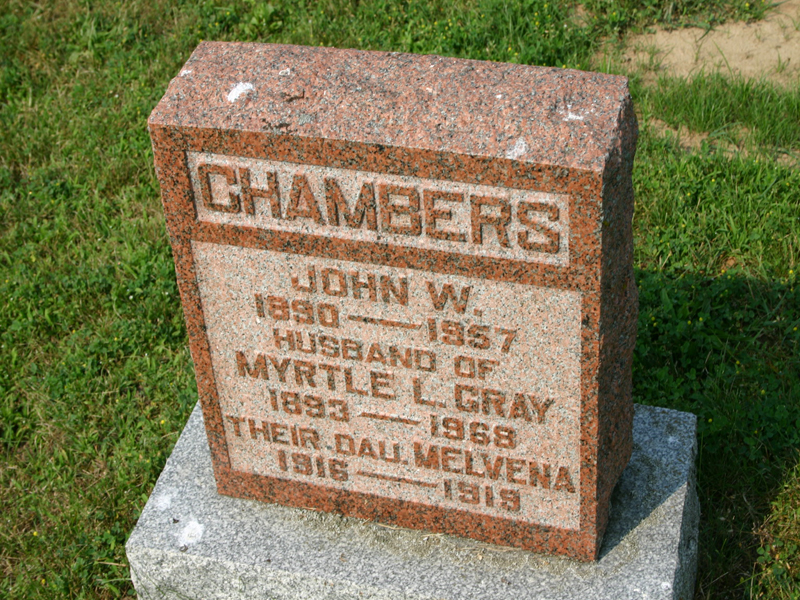 CHAMBERS
JOHN W.
1890 — 1957
HUSBAND OF
MYRTLE L. GRAY
1893 — 1968
THEIR DAU. MELVENA
1916 — 1919